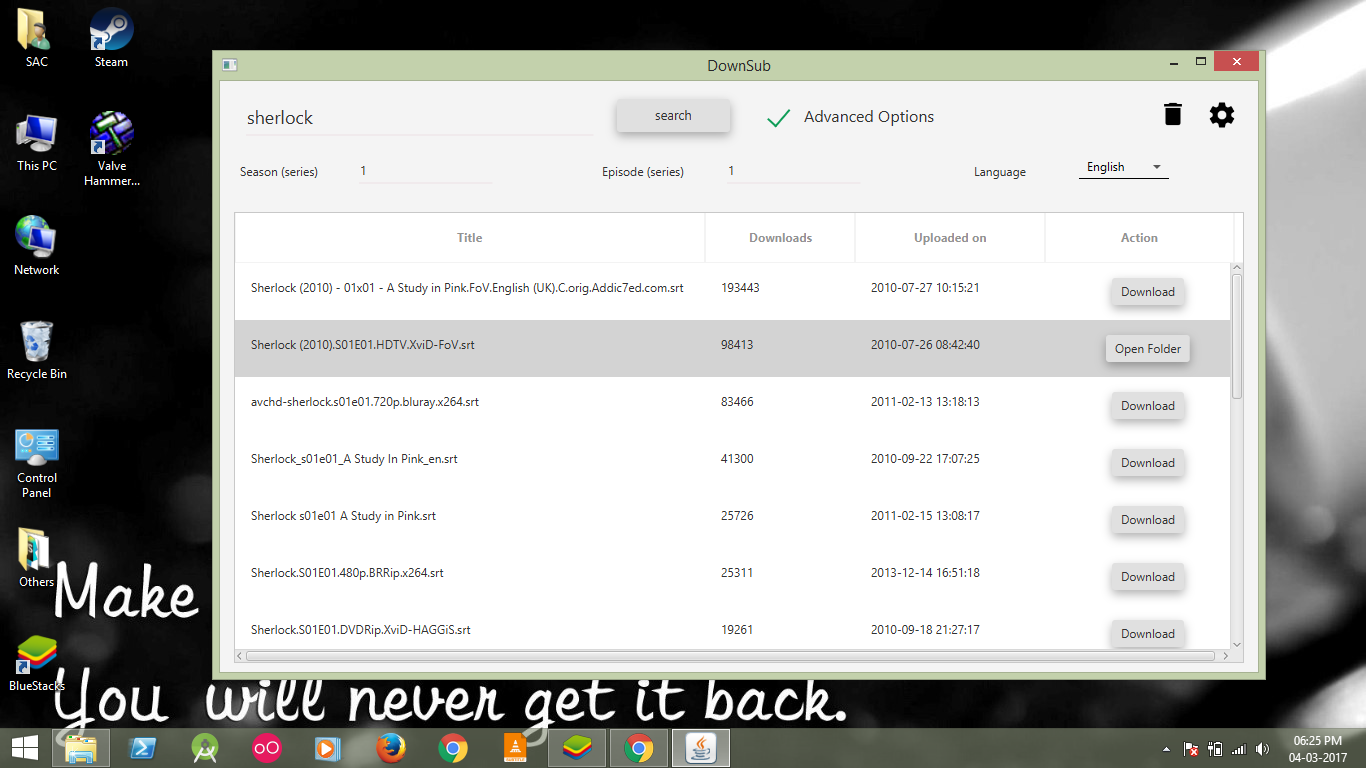 SAC
Steam
This PC
Valve
Hammer...
Network
Recycle Bin
Control
Panel
Others
BlueStacks
DownSub
sherlock
search
Advanced Options
Season (series) 1 Episode (series) 1 Language English
Title Downloads Uploaded on Action
Sherlock (2010) - 01x01 - A Study in Pink.FoV.English (UK).C.orig.Addic7ed.com.srt 193443 2010-07-27 10:15:21 Download
Sherlock (2010).S01E01.HDTV.XviD-FoV.srt 98413 2010-07-26 08:42:40 Open Folder
avchd-sherlock.s01e01.720p.bluray.x264.srt 83466 2011-02-13 13:18:13 Download
Sherlock_s01e01_A Study In Pink_en.srt 41300 2010-09-22 17:07:25 Download
Sherlock s01e01 A Study in Pink.srt 25726 2011-02-15 13:08:17 Download
Sherlock.S01E01.480p.BRRip.x264.srt 25311 2013-12-14 16:51:18 Download
Sherlock.S01E01.DVDRip.XviD-HAGGiS.srt 19261 2010-09-18 21:27:17 Download
Make
You will never get it back.
06:25 PM
04-03-2017